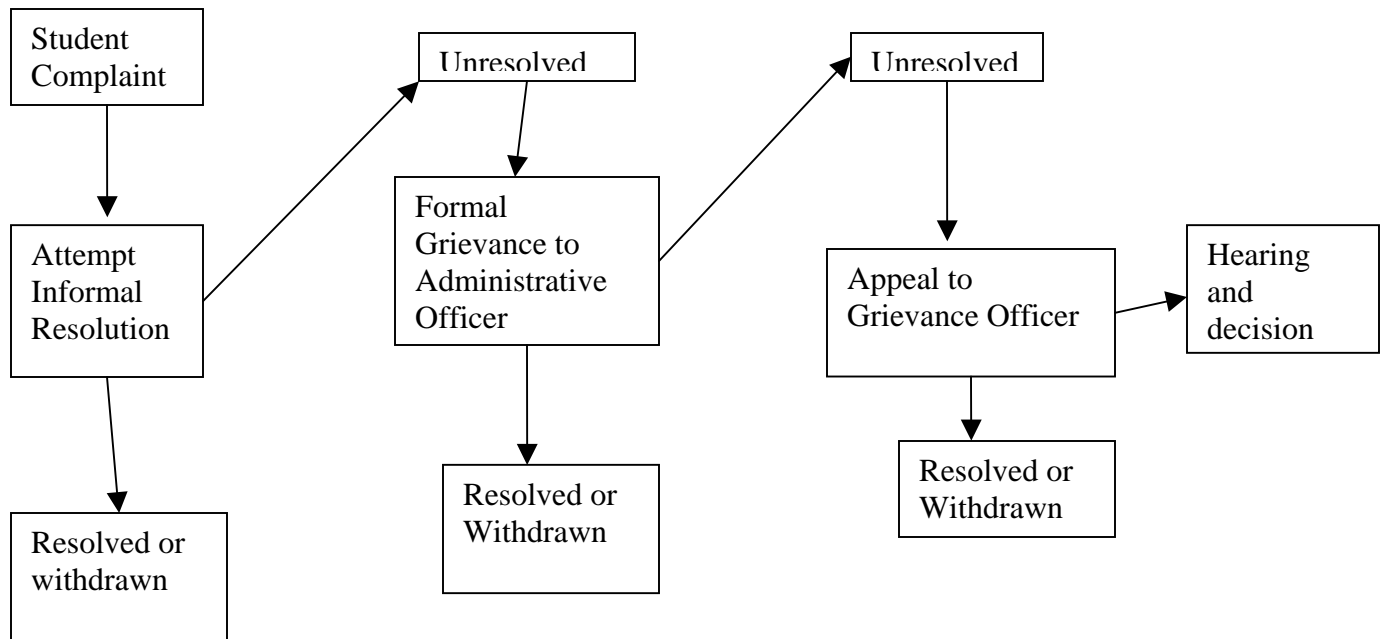 Student
Complaint
Attempt
Informal
Resolution
Resolved or
withdrawn
Unresolved
Formal
Grievance to
Administrative
Officer
Resolved or
Withdrawn
Unresolved
Appeal to
Grievance Officer
Resolved or
Withdrawn
Hearing
and
decision